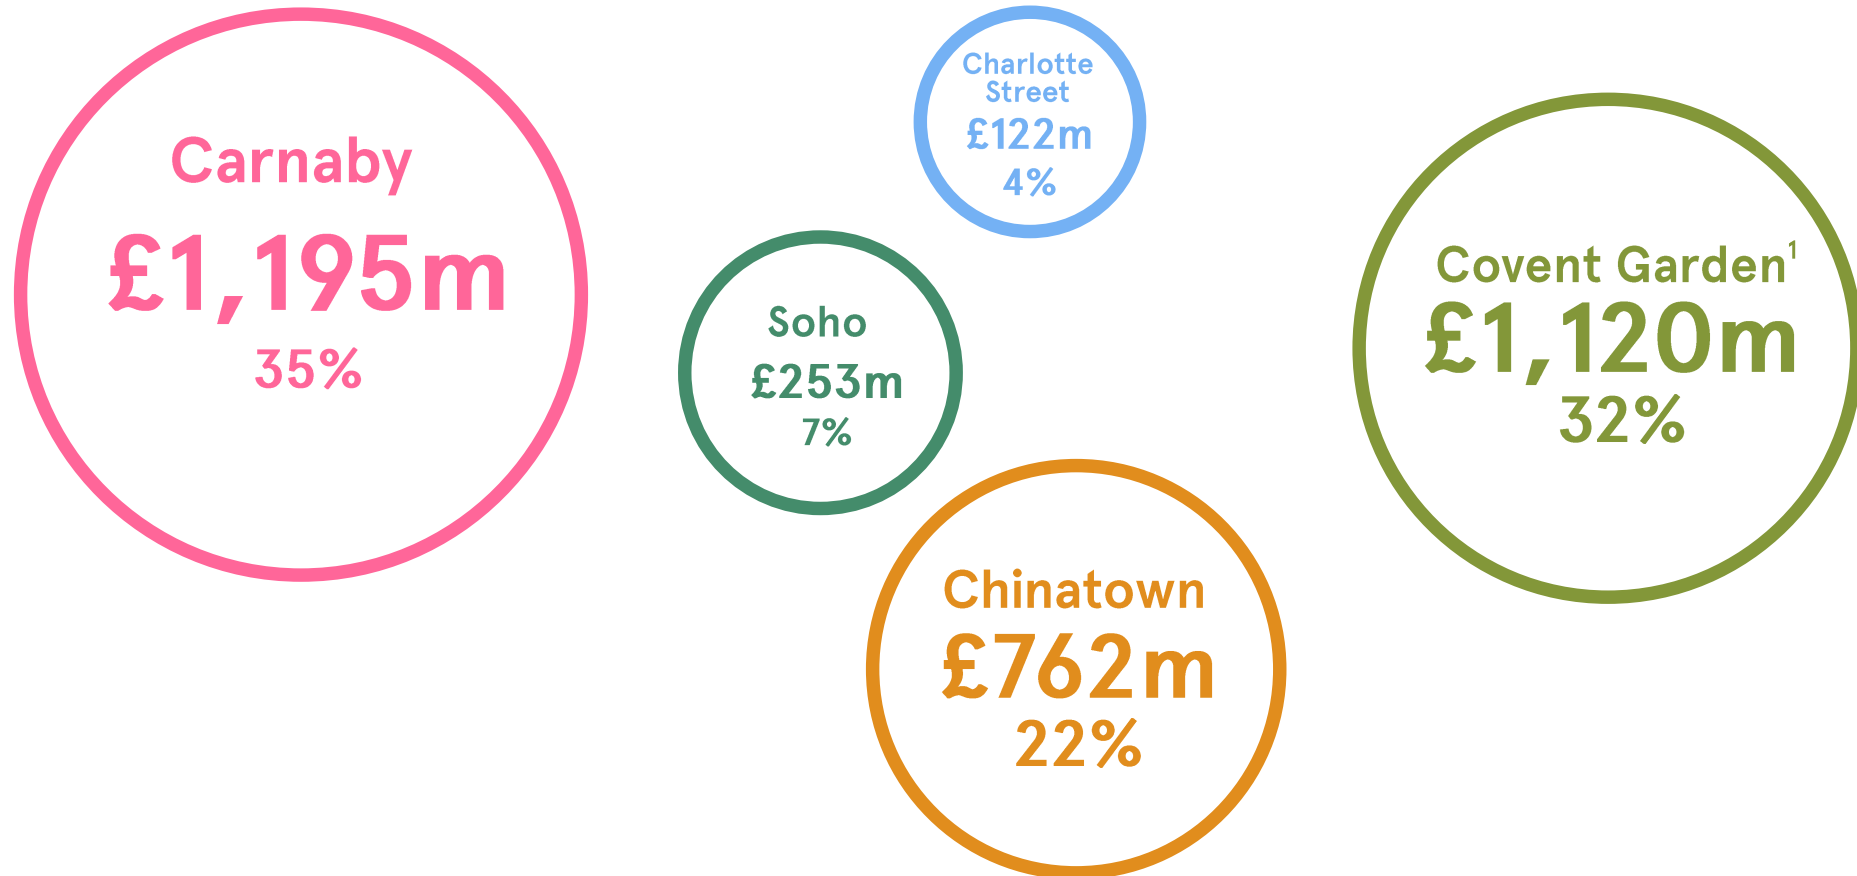 Carnaby
£1,195m
35%
Charlotte
Street
£122m
4%
Soho
£253m
7%
Chinatown
£762m
22%
Covent Garden¹
£1,120m
32%